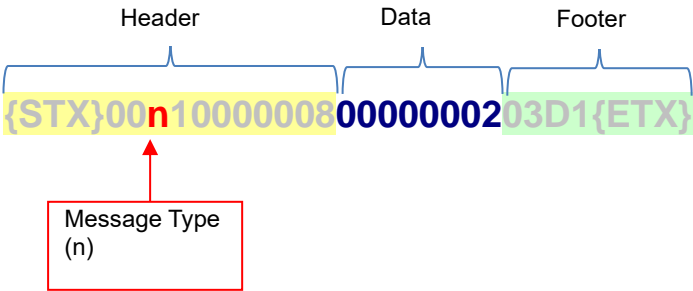 Header Data Footer
{STX}00n100000080000000203D1{ETX}
Message Type
(n)